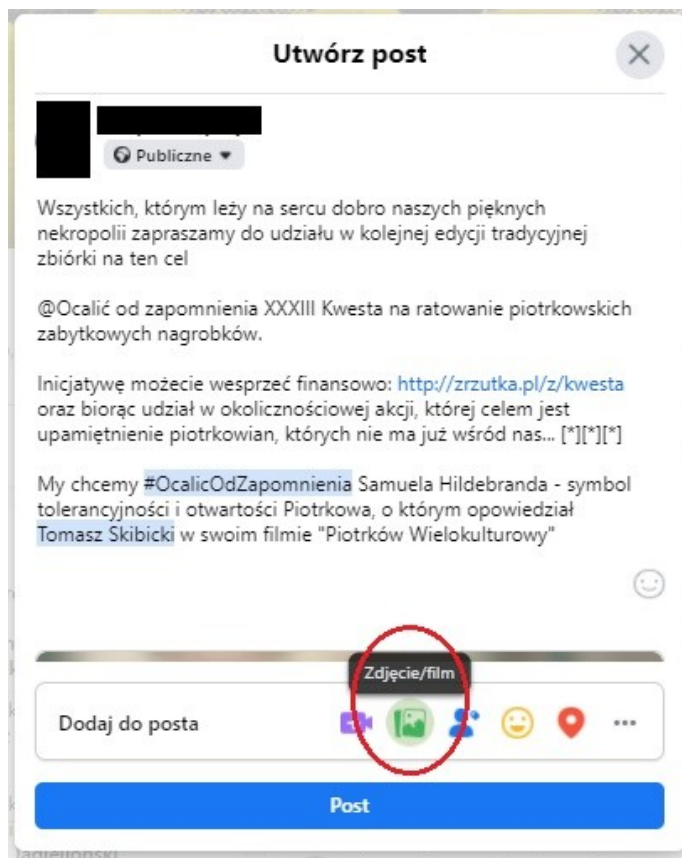 Utwórz post
Publiczne
Wszystkich, którym leży na sercu dobro naszych pięknych
nekropolii zapraszamy do udziału w kolejnej edycji tradycyjnej
zbiórki na ten cel
@Ocalić od zapomnienia XXXIII Kwesta na ratowanie piotrkowskich
zabytkowych nagrobków.
Inicjatywę możecie wesprzeć finansowo: http://zrzutka.pl/z/kwesta
oraz biorąc udział w okolicznościowej akcji, której celem jest
upamiętnienie piotrkowian, których nie ma już wśród nas... [*][*][*]
My chcemy #OcalicOdZapomnienia Samuela Hildebranda - symbol
tolerancyjności i otwartości Piotrkowa, o którym opowiedział
Tomasz Skibicki w swoim filmie "Piotrków Wielokulturowy"
Zdjęcie/film
Dodaj do posta
Post